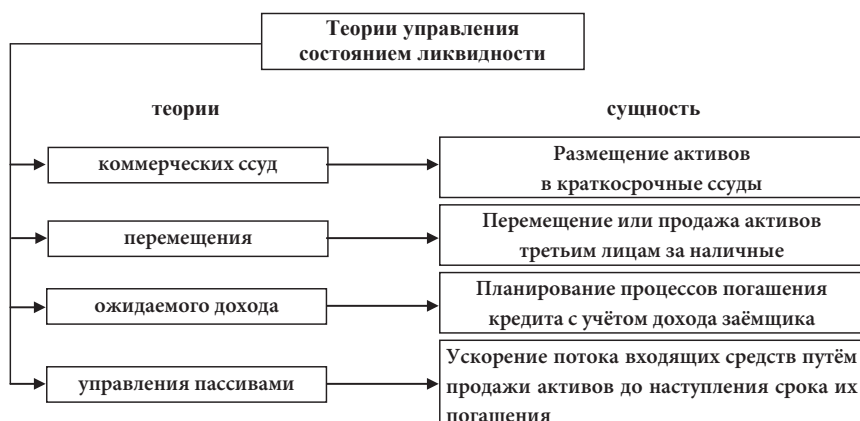 Теории управления
состоянием ликвидности
теории
сущность
коммерческих ссуд
Размещение активов
в краткосрочные ссуды
перемещения
Перемещение или продажа активов
третьим лицам за наличные
ожидаемого дохода
Планирование процессов погашения
кредита с учётом дохода заёмщика
управления пассивами
Ускорение потока входящих средств путём
продажи активов до наступления срока их
погашения